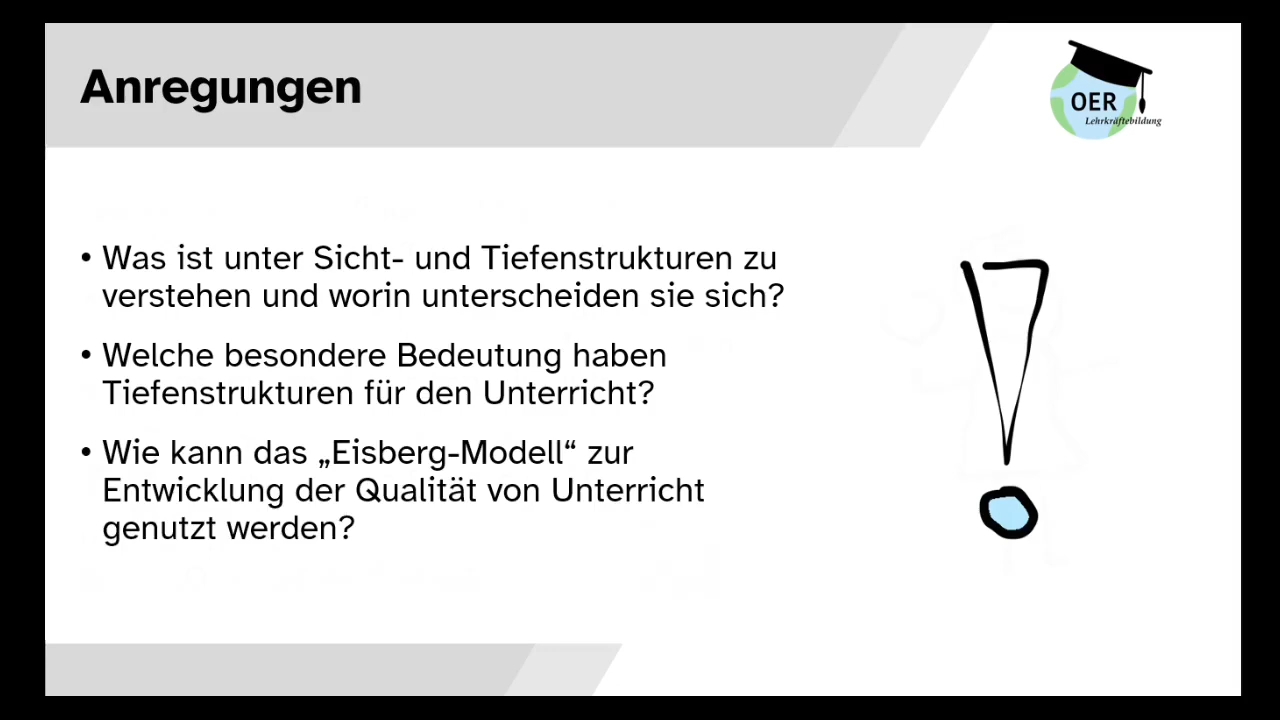 Anregungen
OER
Lehrkräftebildung
• Was ist unter Sicht- und Tiefenstrukturen zu
verstehen und worin unterscheiden sie sich?
• Welche besondere Bedeutung haben
Tiefenstrukturen für den Unterricht?
• Wie kann das „Eisberg-Modell“ zur
Entwicklung der Qualität von Unterricht
genutzt werden?